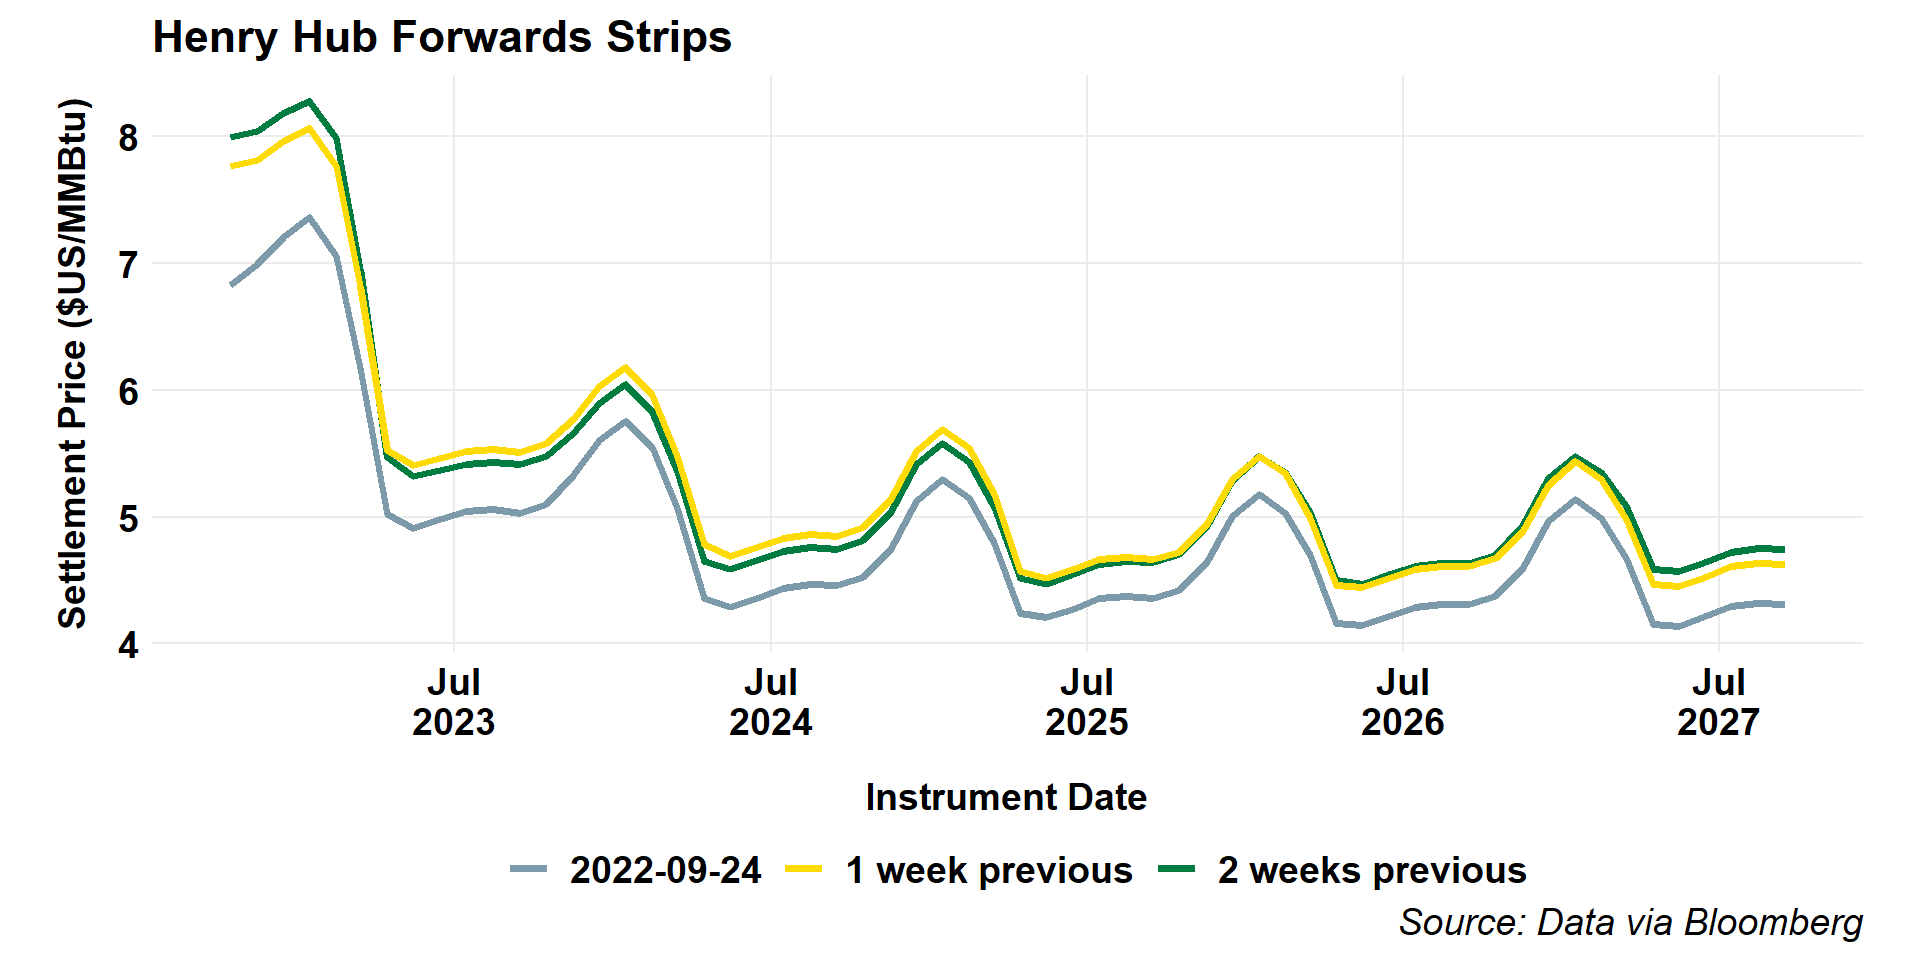 Henry Hub Forwards Strips
Settlement Price ($US/MMBtu)
8
7
6
5
4
Jul
2023
Jul
2024
Jul
2025
Jul
2026
Jul
2027
Instrument Date
2022-09-24
1 week previous
2 weeks previous
Source: Data via Bloomberg